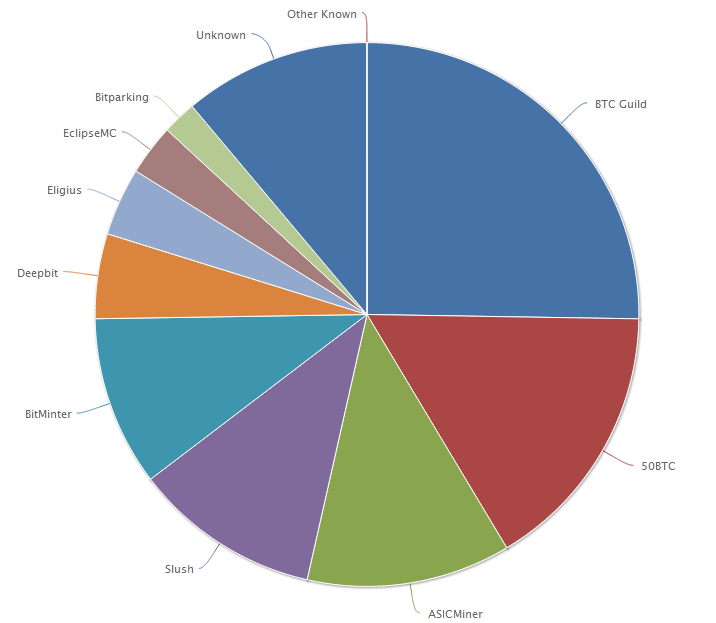 Other Known
Unknown
BTC Guild
Bitparking
EclipseMC
Eligius
Deepbit
BitMinter
50BTC
Slush
ASICMiner